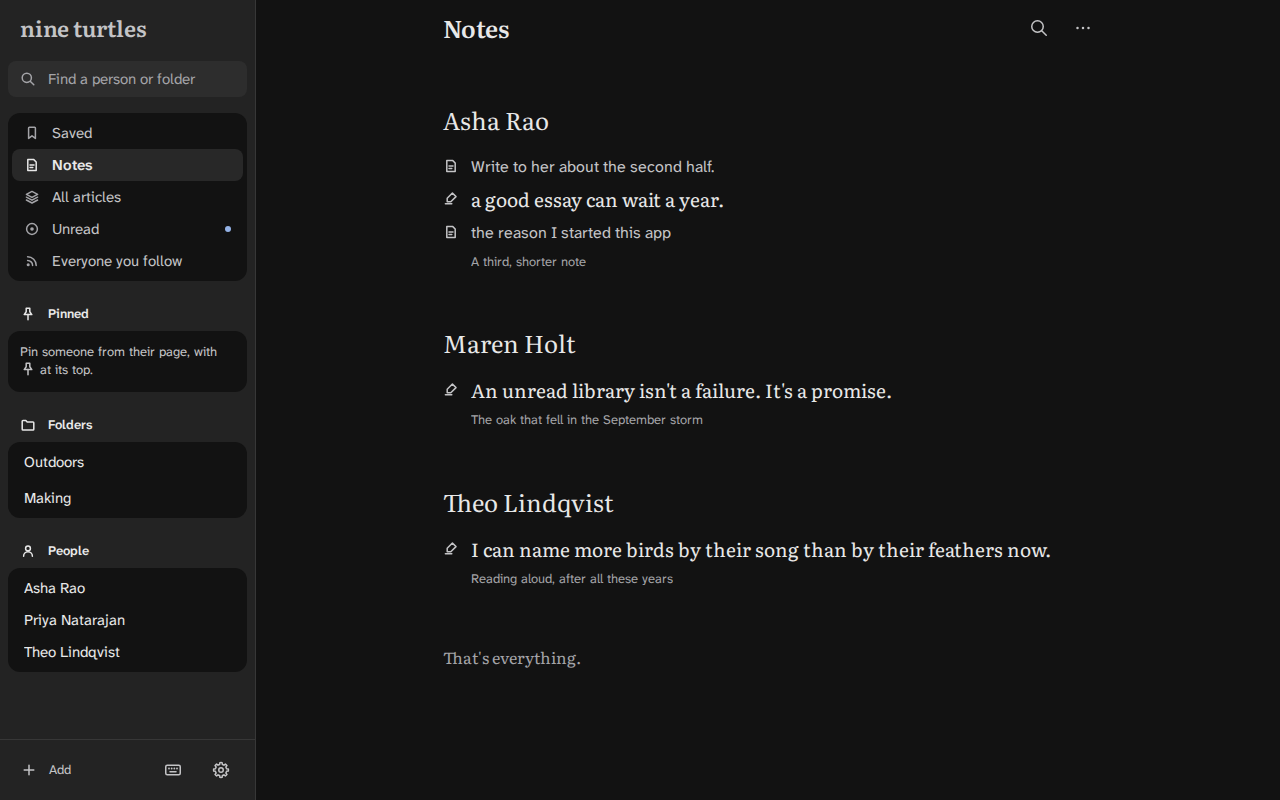 nine turtles
Find a person or folder
Saved
Notes
All articles
Unread
Everyone you follow
Pinned
Pin someone from their page, with
at its top.
Folders
Outdoors
Making
People
Asha Rao
Priya Natarajan
Theo Lindqvist
Add
Notes
Asha Rao
Write to her about the second half.
a good essay can wait a year.
the reason I started this app
A third, shorter note
Maren Holt
An unread library isn't a failure. It's a promise.
The oak that fell in the September storm
Theo Lindqvist
I can name more birds by their song than by their feathers now.
Reading aloud, after all these years
That's everything.